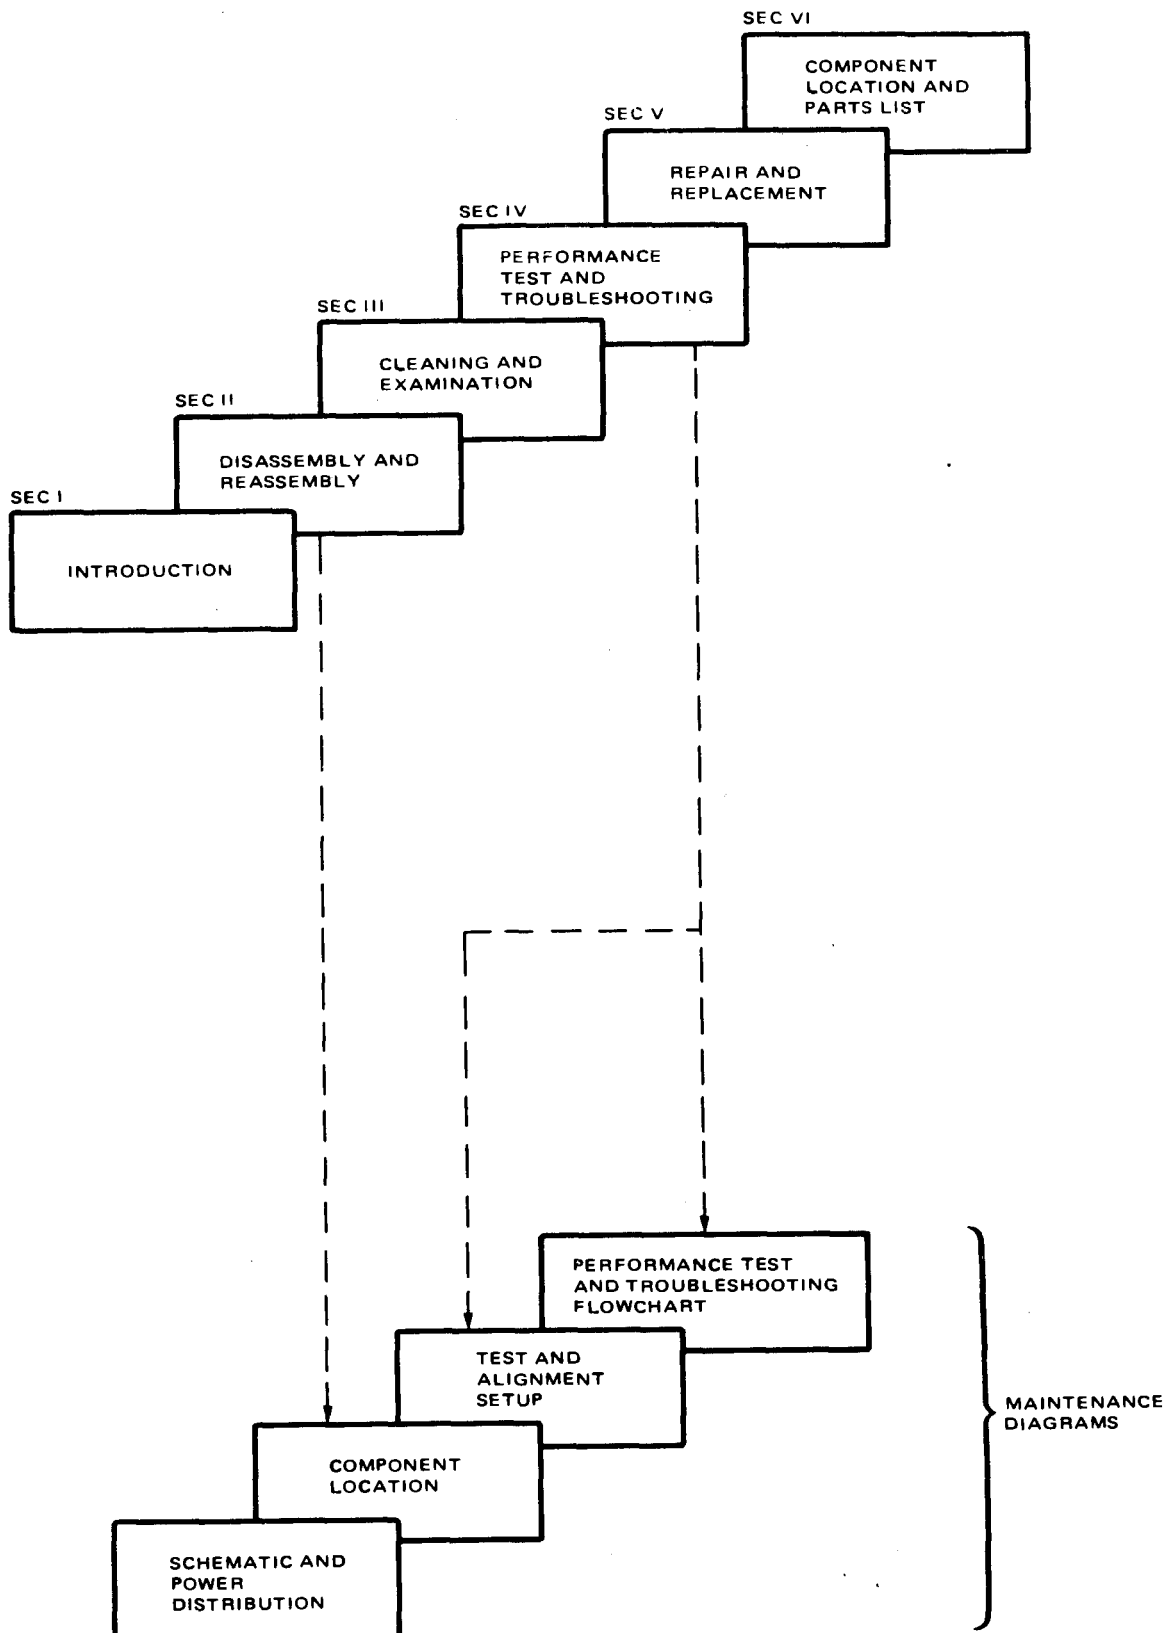 SEC VI
COMPONENT
LOCATION AND
PARTS LIST
SEC V
REPAIR AND
REPLACEMENT
SEC IV
PERFORMANCE
TEST AND
TROUBLESHOOTING
SEC III
CLEANING AND
EXAMINATION
SEC II
DISASSEMBLY AND
REASSEMBLY
SEC I
INTRODUCTION
PERFORMANCE TEST
AND TROUBLESHOOTING
FLOWCHART
TEST AND
ALIGNMENT
SETUP
MAINTENANCE
DIAGRAMS
COMPONENT
LOCATION
SCHEMATIC AND
POWER
DISTRIBUTION